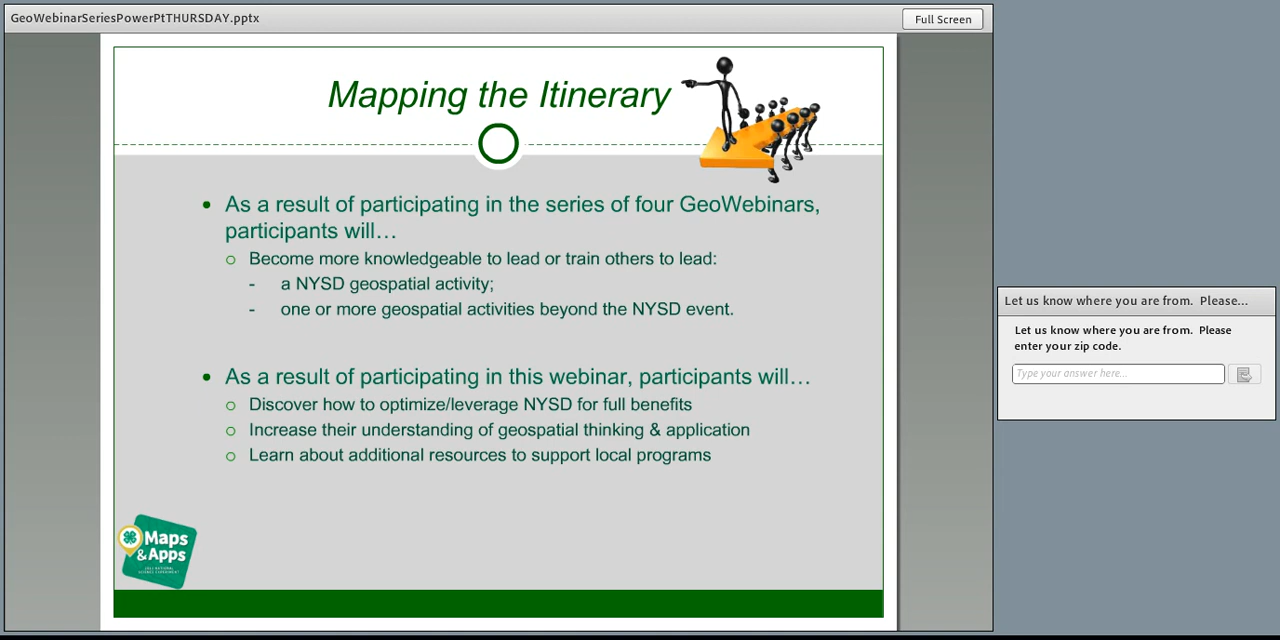 GeoWebinarSeriesPowerPtTHURSDAY.pptx
Full Screen
Mapping the Itinerary
• As a result of participating in the series of four GeoWebinars,
participants will…
○ Become more knowledgeable to lead or train others to lead:
- a NYSD geospatial activity;
- one or more geospatial activities beyond the NYSD event.
• As a result of participating in this webinar, participants will…
○ Discover how to optimize/leverage NYSD for full benefits
○ Increase their understanding of geospatial thinking & application
○ Learn about additional resources to support local programs
Maps
& Apps
Let us know where you are from. Please...
Let us know where you are from. Please
enter your zip code.
Type your answer here...